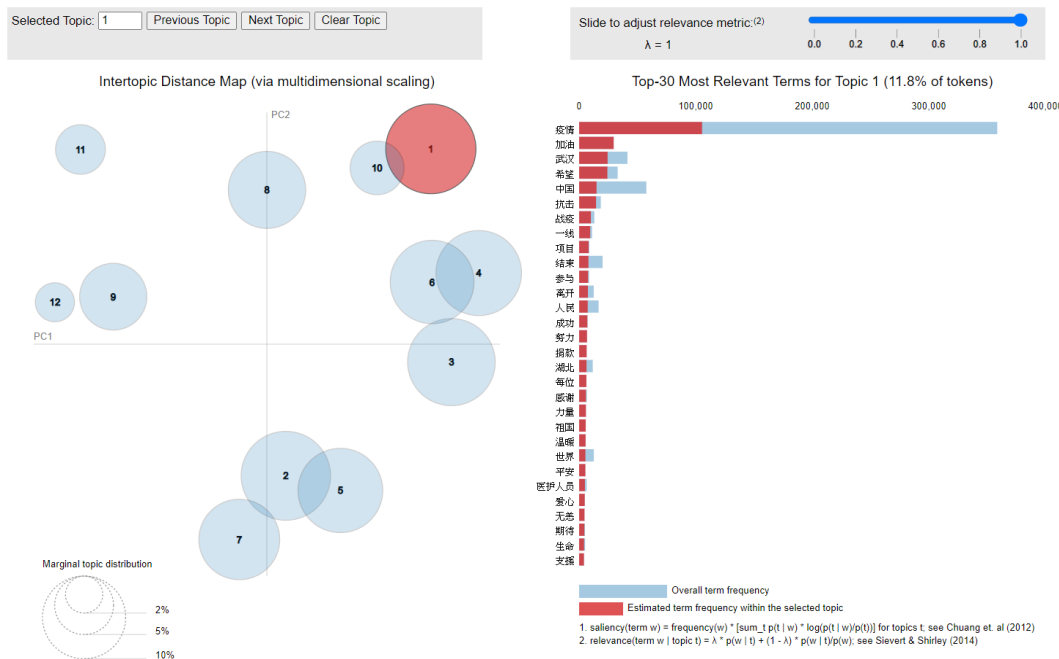 Selected Topic: 1 Previous Topic Next Topic Clear Topic
Slide to adjust relevance metric:(2)
λ = 1
0.0 0.2 0.4 0.6 0.8 1.0
Intertopic Distance Map (via multidimensional scaling)
PC2
PC1
11
8
10
1
12
9
6
4
3
2
5
7
Marginal topic distribution
2%
5%
10%
Top-30 Most Relevant Terms for Topic 1 (11.8% of tokens)
0 100,000 200,000 300,000 400,00
疫情
加油
武汉
希望
中国
抗击
战疫
一线
项目
结束
参与
离开
人民
成功
努力
捐款
湖北
每位
感谢
力量
祖国
温暖
世界
平安
医护人员
爱心
无恙
期待
生命
支援
Overall term frequency
Estimated term frequency within the selected topic
1. saliency(term w) = frequency(w) * [sum_t p(t | w) * log(p(t | w)/p(t))] for topics t; see Chuang et. al (2012)
2. relevance(term w | topic t) = λ * p(w | t) + (1 - λ) * p(w | t)/p(w); see Sievert & Shirley (2014)